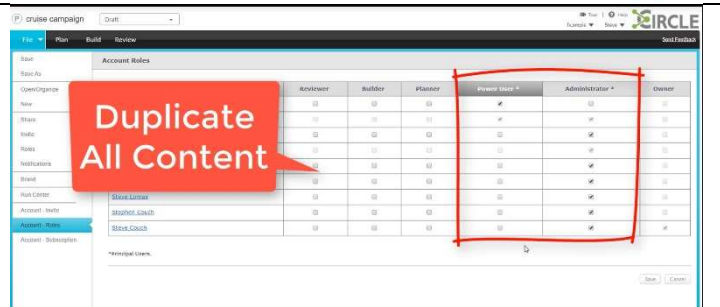 P cruise campaign Draft
Tour Help
Example Steve
CIRCLE
File Plan Build Review
Send Feedback
Save
Account Roles
Save As
Open/Organize
Reviewer Builder Planner Power User * Administrator * Owner
New
Share
Invite
Roles
Notifications
Brand
Duplicate
All Content
Run Center
Steve Lomax
Account - Invite
Stephen Couch
Account - Roles
Steve Couch
Account - Subscription
*Principal Users.
Save Cancel